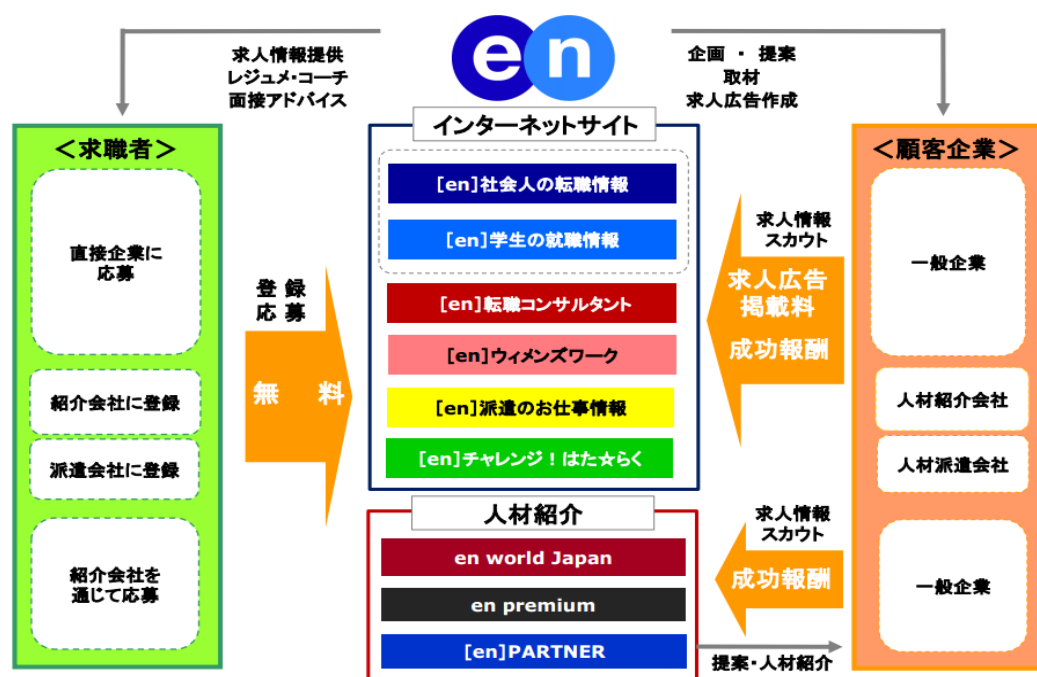 en
求人情報提供
レジュメ・コーチ
面接アドバイス
企画 ・ 提案
取材
求人広告作成
＜求職者＞
直接企業に
応募
紹介会社に登録
派遣会社に登録
紹介会社を
通じて応募
登 録
応 募
無 料
インターネットサイト
[en]社会人の転職情報
[en]学生の就職情報
[en]転職コンサルタント
[en]ウィメンズワーク
[en]派遣のお仕事情報
[en]チャレンジ！はた☆らく
人材紹介
en world Japan
en premium
[en]PARTNER
求人情報
スカウト
求人広告
掲載料
成功報酬
求人情報
スカウト
成功報酬
提案・人材紹介
＜顧客企業＞
一般企業
人材紹介会社
人材派遣会社
一般企業